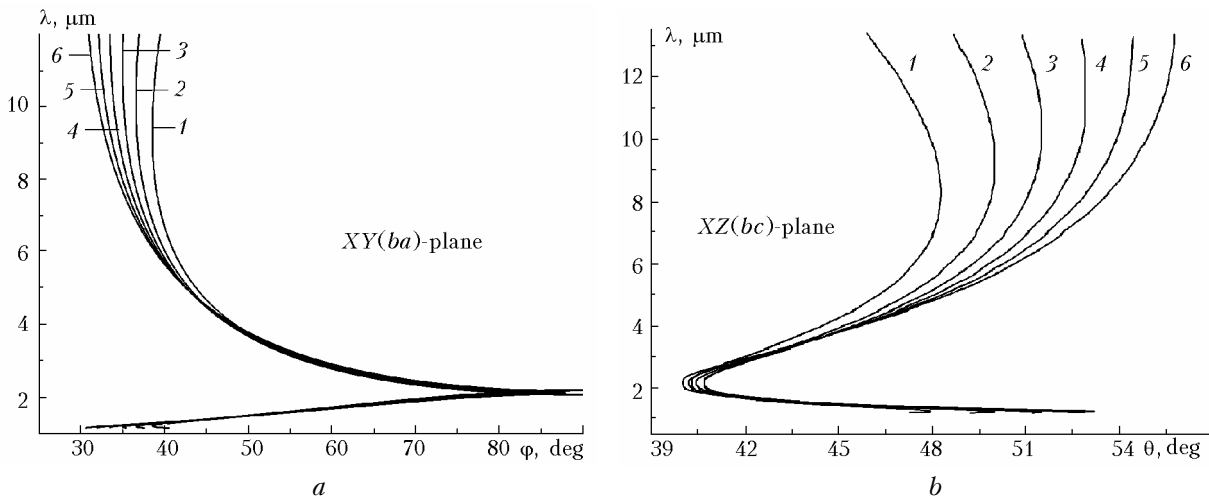 λ, μm
6
3
5
2
4
1
10
8
6
4
2
XY(ba)-plane
30 40 50 60 70 80 φ, deg
a
λ, μm
1 2 3 4 5 6
12
10
8
6
4
2
XZ(bc)-plane
39 42 45 48 51 54 θ, deg
b